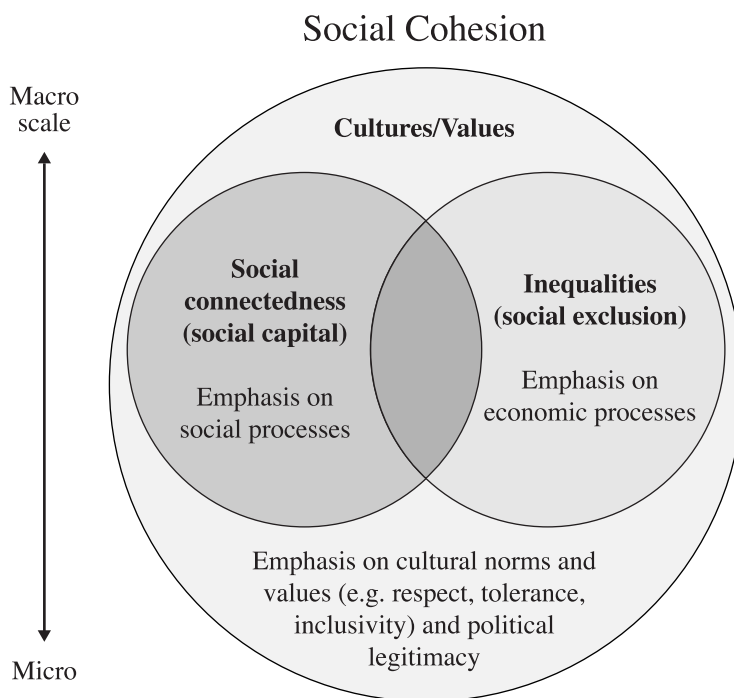 Social Cohesion
Macro
scale
Cultures/Values
Social
connectedness
(social capital)
Emphasis on
social processes
Inequalities
(social exclusion)
Emphasis on
economic processes
Emphasis on cultural norms and
values (e.g. respect, tolerance,
inclusivity) and political
legitimacy
Micro